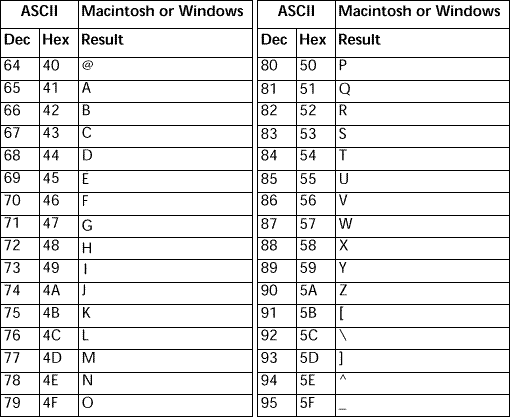 ASCII Macintosh or Windows ASCII Macintosh or Windows
Dec Hex Result Dec Hex Result
64 40 @ 80 50 P
65 41 A 81 51 Q
66 42 B 82 52 R
67 43 C 83 53 S
68 44 D 84 54 T
69 45 E 85 55 U
70 46 F 86 56 V
71 47 G 87 57 W
72 48 H 88 58 X
73 49 I 89 59 Y
74 4A J 90 5A Z
75 4B K 91 5B [
76 4C L 92 5C \
77 4D M 93 5D ]
78 4E N 94 5E ^
79 4F O 95 5F _